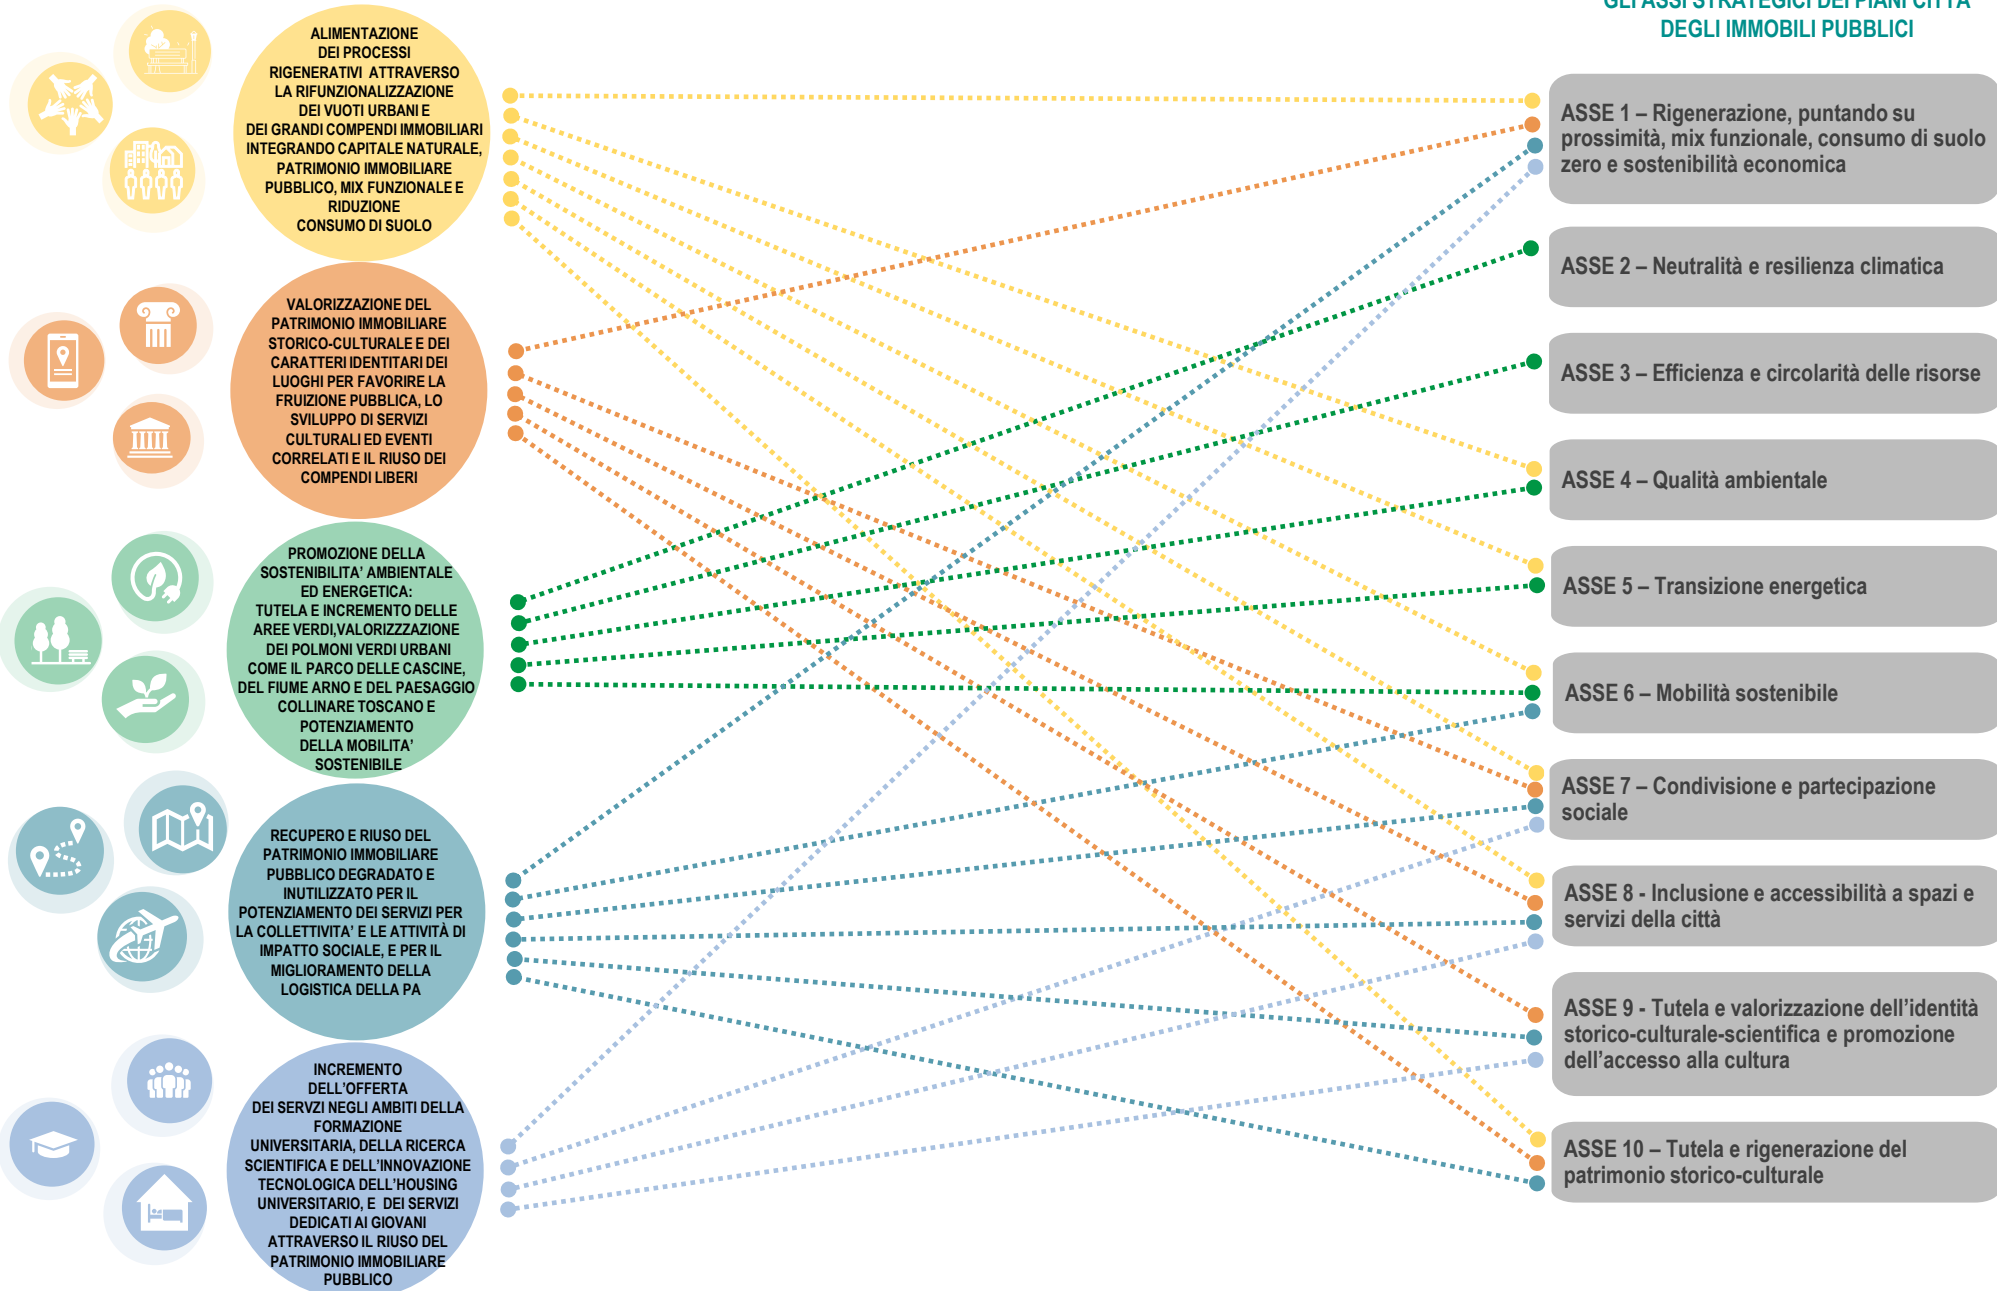 GLI ASSI STRATEGICI DEI PIANI CITTÀ
DEGLI IMMOBILI PUBBLICI
ALIMENTAZIONE
DEI PROCESSI
RIGENERATIVI ATTRAVERSO
LA RIFUNZIONALIZZAZIONE
DEI VUOTI URBANI E
DEI GRANDI COMPENDI IMMOBILIARI
INTEGRANDO CAPITALE NATURALE,
PATRIMONIO IMMOBILIARE
PUBBLICO, MIX FUNZIONALE E
RIDUZIONE
CONSUMO DI SUOLO
VALORIZZAZIONE DEL
PATRIMONIO IMMOBILIARE
STORICO-CULTURALE E DEI
CARATTERI IDENTITARI DEI
LUOGHI PER FAVORIRE LA
FRUIZIONE PUBBLICA, LO
SVILUPPO DI SERVIZI
CULTURALI ED EVENTI
CORRELATI E IL RIUSO DEI
COMPENDI LIBERI
PROMOZIONE DELLA
SOSTENIBILITA' AMBIENTALE
ED ENERGETICA:
TUTELA E INCREMENTO DELLE
AREE VERDI,VALORIZZZAZIONE
DEI POLMONI VERDI URBANI
COME IL PARCO DELLE CASCINE,
DEL FIUME ARNO E DEL PAESAGGIO
COLLINARE TOSCANO E
POTENZIAMENTO
DELLA MOBILITA'
SOSTENIBILE
RECUPERO E RIUSO DEL
PATRIMONIO IMMOBILIARE
PUBBLICO DEGRADATO E
INUTILIZZATO PER IL
POTENZIAMENTO DEI SERVIZI PER
LA COLLETTIVITA' E LE ATTIVITÀ DI
IMPATTO SOCIALE, E PER IL
MIGLIORAMENTO DELLA
LOGISTICA DELLA PA
INCREMENTO
DELL'OFFERTA
DEI SERVZI NEGLI AMBITI DELLA
FORMAZIONE
UNIVERSITARIA, DELLA RICERCA
SCIENTIFICA E DELL'INNOVAZIONE
TECNOLOGICA DELL'HOUSING
UNIVERSITARIO, E DEI SERVIZI
DEDICATI AI GIOVANI
ATTRAVERSO IL RIUSO DEL
PATRIMONIO IMMOBILIARE
PUBBLICO
ASSE 1 – Rigenerazione, puntando su
prossimità, mix funzionale, consumo di suolo
zero e sostenibilità economica
ASSE 2 – Neutralità e resilienza climatica
ASSE 3 – Efficienza e circolarità delle risorse
ASSE 4 – Qualità ambientale
ASSE 5 – Transizione energetica
ASSE 6 – Mobilità sostenibile
ASSE 7 – Condivisione e partecipazione
sociale
ASSE 8 - Inclusione e accessibilità a spazi e
servizi della città
ASSE 9 - Tutela e valorizzazione dell'identità
storico-culturale-scientifica e promozione
dell'accesso alla cultura
ASSE 10 – Tutela e rigenerazione del
patrimonio storico-culturale